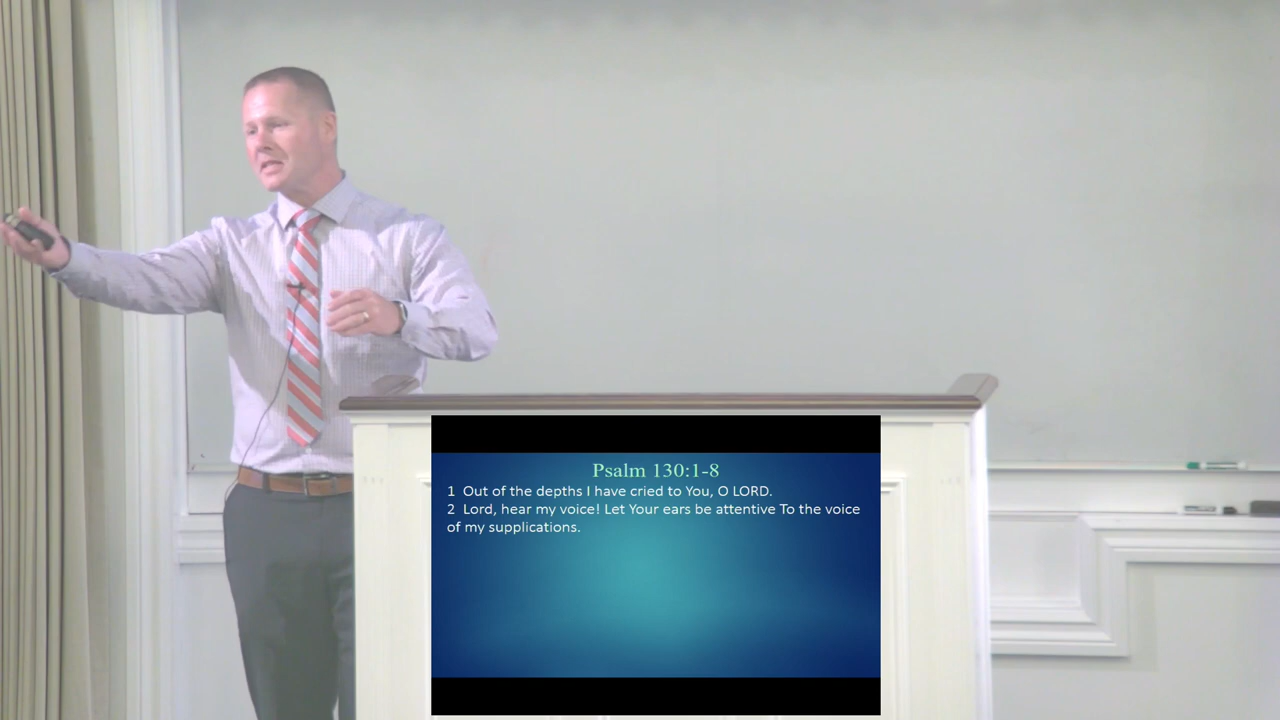 Psalm 130:1-8
1 Out of the depths I have cried to You, O LORD.
2 Lord, hear my voice! Let Your ears be attentive To the voice
of my supplications.